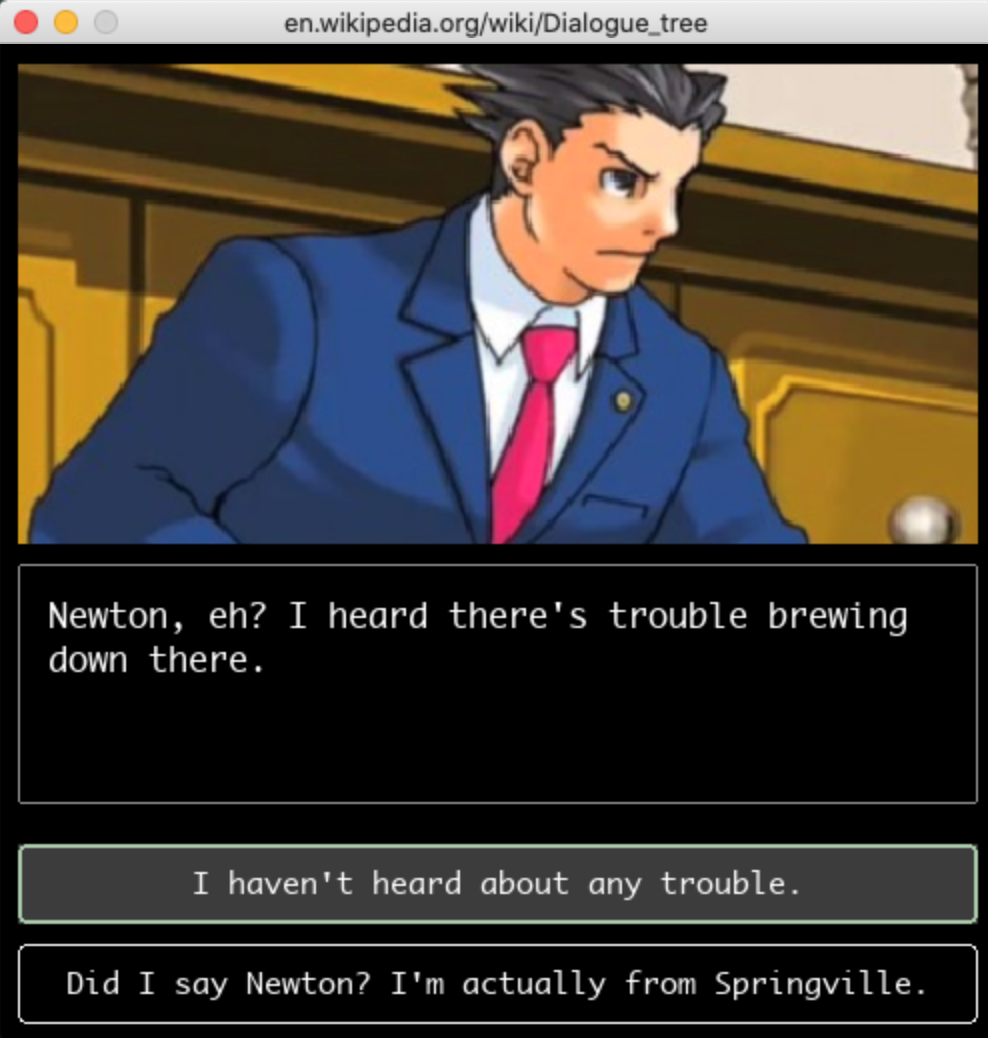 en.wikipedia.org/wiki/Dialogue_tree
Newton, eh? I heard there's trouble brewing
down there.
I haven't heard about any trouble.
Did I say Newton? I'm actually from Springville.